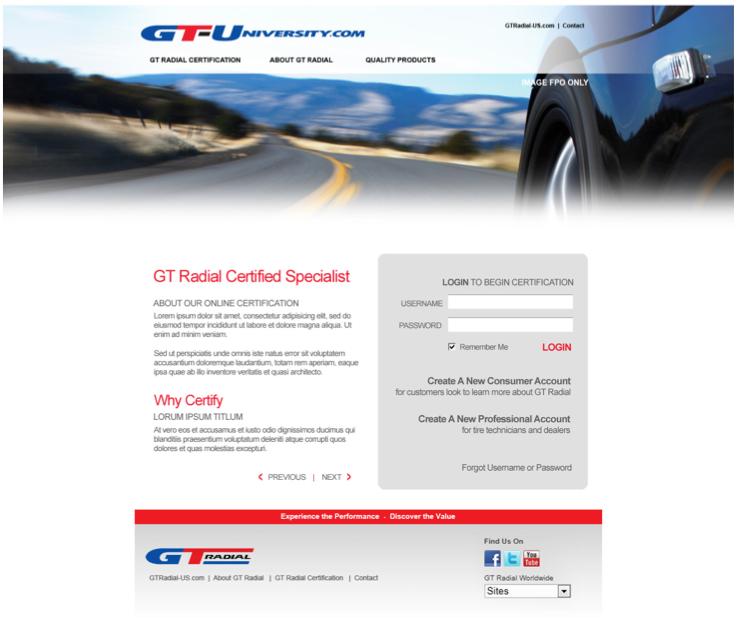 GT-UNIVERSITY.COM
GTRadial-US.com | Contact
GT RADIAL CERTIFICATION ABOUT GT RADIAL QUALITY PRODUCTS
IMAGE FPO ONLY
GT Radial Certified Specialist
ABOUT OUR ONLINE CERTIFICATION
Lorem ipsum dolor sit amet, consectetur adipisicing elit, sed do
eiusmod tempor incididunt ut labore et dolore magna aliqua. Ut
enim ad minim veniam.
Sed ut perspiciatis unde omnis iste natus error sit voluptatem
accusantium doloremque laudantium, totam rem aperiam, eaque
ipsa quae ab illo inventore veritatis et quasi architecto.
Why Certify
LORUM IPSUM TITLUM
At vero eos et accusamus et iusto odio dignissimos ducimus qui
blanditiis praesentium voluptatum deleniti atque corrupti quos
dolores et quas molestias excepturi.
PREVIOUS | NEXT
LOGIN TO BEGIN CERTIFICATION
USERNAME
PASSWORD
Remember Me LOGIN
Create A New Consumer Account
for customers look to learn more about GT Radial
Create A New Professional Account
for tire technicians and dealers
Forgot Username or Password
Experience the Performance - Discover the Value
GT RADIAL
GTRadial-US.com | About GT Radial | GT Radial Certification | Contact
Find Us On
f t You Tube
GT Radial Worldwide
Sites